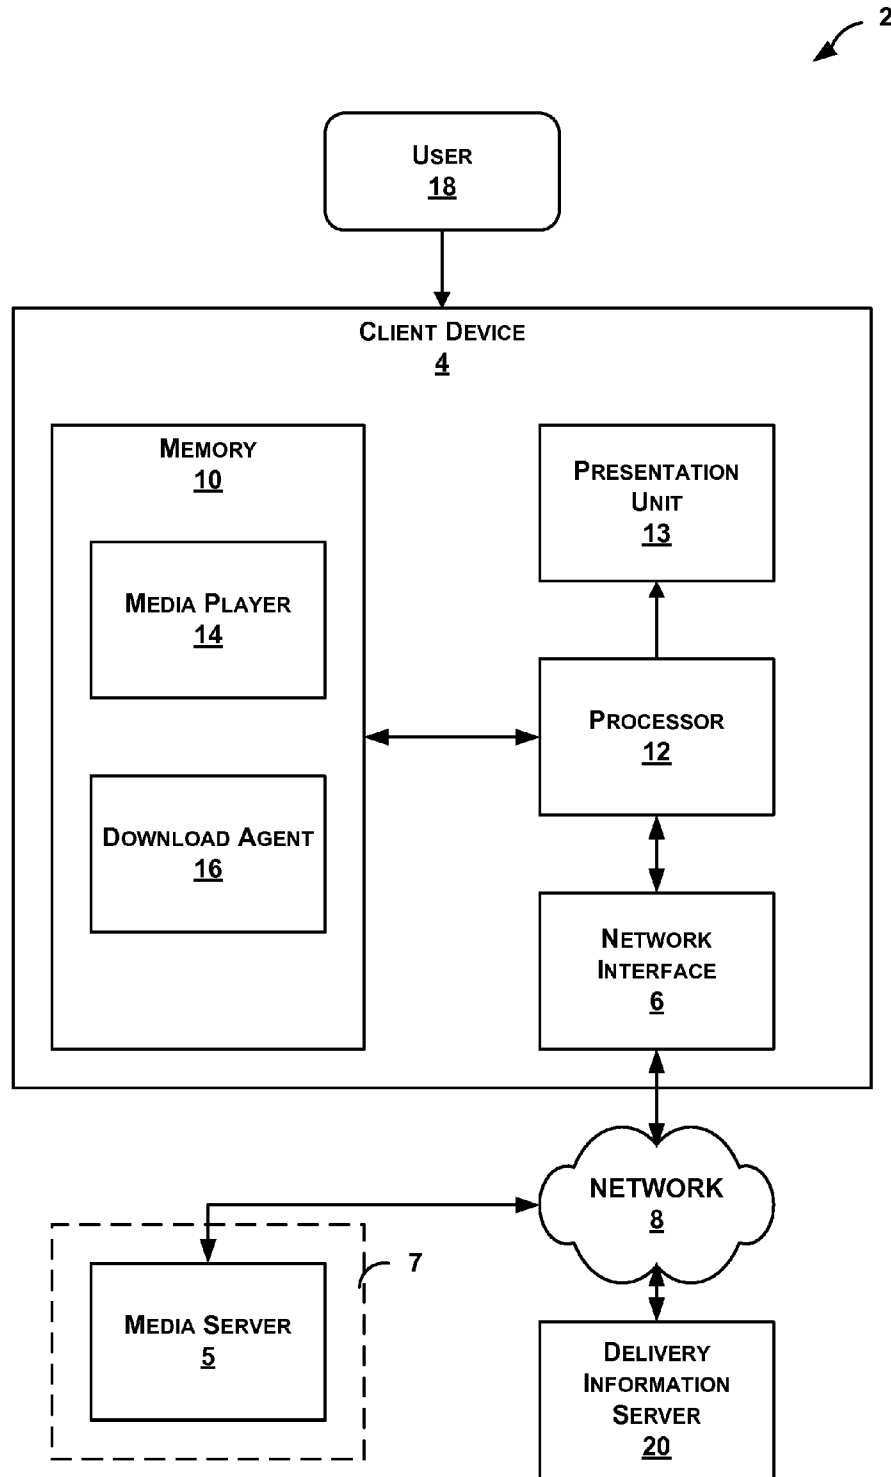 2
USER
18
CLIENT DEVICE
4
MEMORY
10
MEDIA PLAYER
14
DOWNLOAD AGENT
16
PRESENTATION
UNIT
13
PROCESSOR
12
NETWORK
INTERFACE
6
NETWORK
8
7
MEDIA SERVER
5
DELIVERY
INFORMATION
SERVER
20